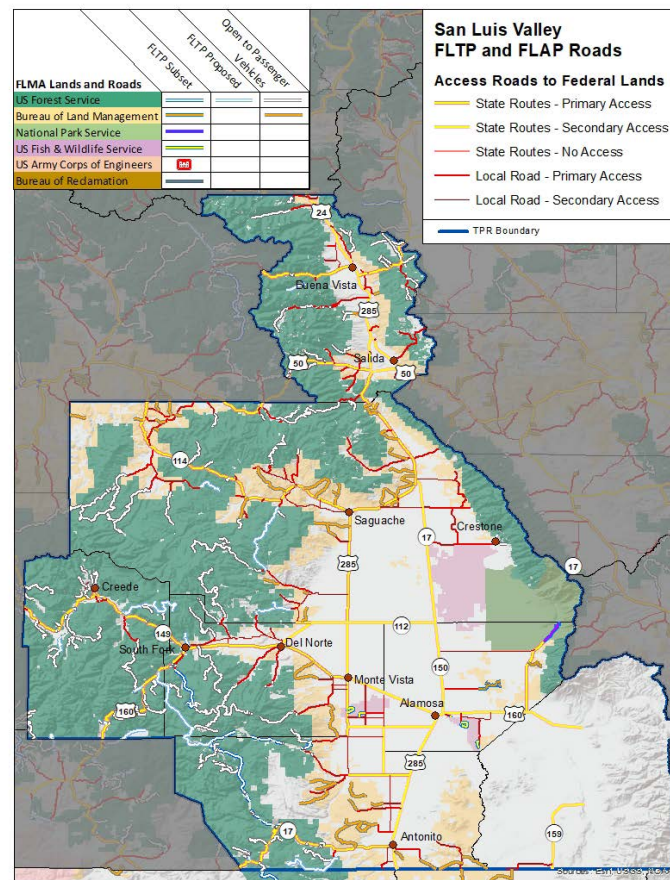 FLTP Subset
FLTP Proposed
Open to Passenger
Vehicles
FLMA Lands and Roads
US Forest Service
Bureau of Land Management
National Park Service
US Fish & Wildlife Service
US Army Corps of Engineers
Bureau of Reclamation
San Luis Valley
FLTP and FLAP Roads
Access Roads to Federal Lands
State Routes - Primary Access
State Routes - Secondary Access
State Routes - No Access
Local Road - Primary Access
Local Road - Secondary Access
TPR Boundary
24
Buena Vista
285
50
Salida
50
114
Saguache
Crestone
17
17
285
Creede
112
149
South Fork
Del Norte
150
Monte Vista
Alamosa
160
160
285
17
Antonito
159
Sources: Esri, USGS, NOAA